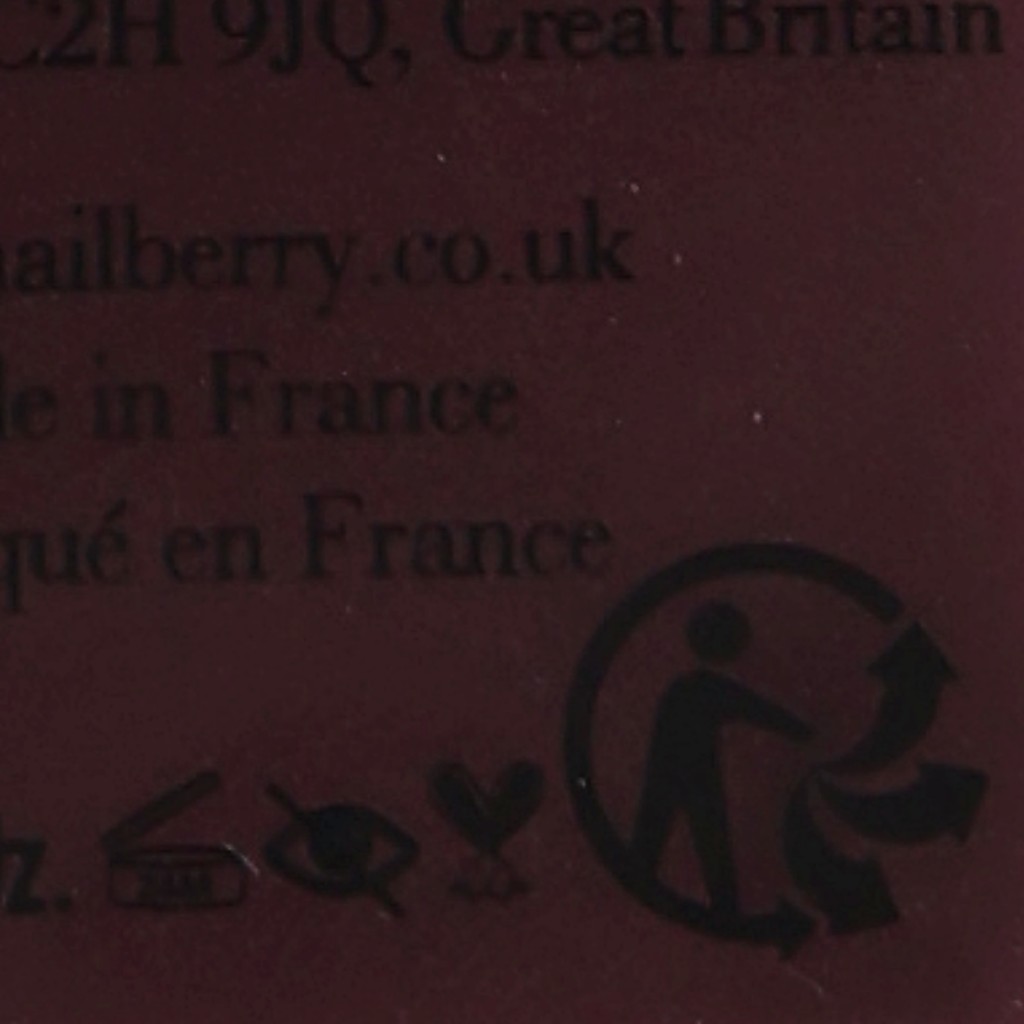 C2H 9JQ, Great Britain
ailberry.co.uk
le in France
qué en France
z.